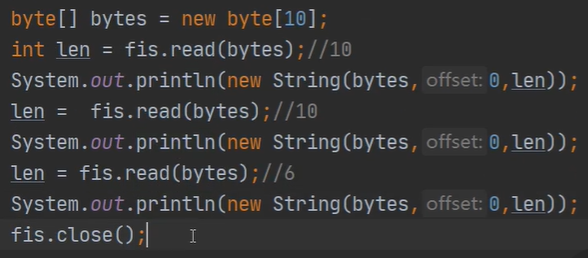 byte[] bytes = new byte[10];
int len = fis.read(bytes);//10
System.out.println(new String(bytes, offset: 0,len));
len =  fis.read(bytes);//10
System.out.println(new String(bytes, offset: 0,len));
len = fis.read(bytes);//6
System.out.println(new String(bytes, offset: 0,len));
fis.close();